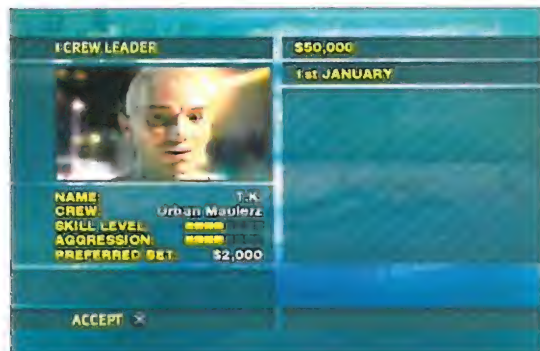 CREW LEADER
$50,000
1st JANUARY
NAME: T.K.
CREW: Urban Maulerz
SKILL LEVEL:
AGGRESSION:
PREFERRED BET: $2,000
ACCEPT